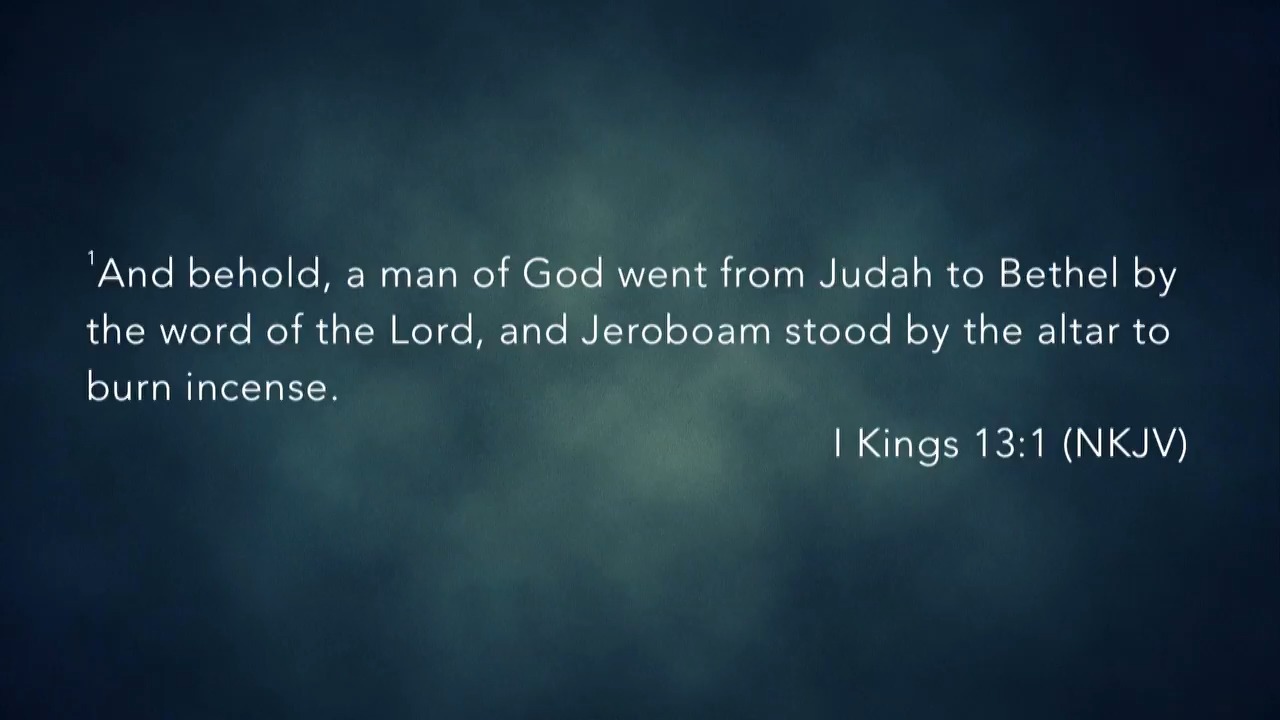 ¹And behold, a man of God went from Judah to Bethel by
the word of the Lord, and Jeroboam stood by the altar to
burn incense.
I Kings 13:1 (NKJV)